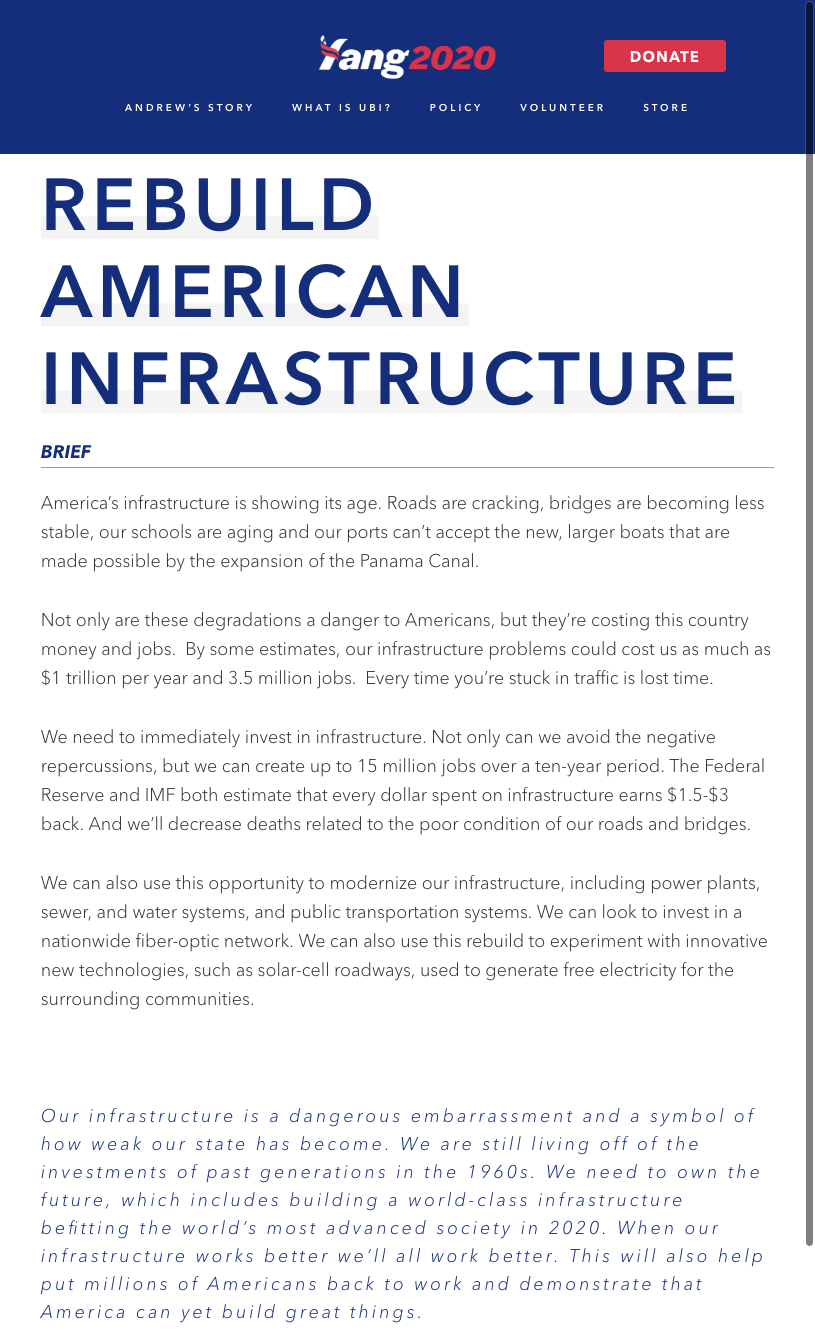 Yang2020
DONATE
ANDREW'S STORY WHAT IS UBI? POLICY VOLUNTEER STORE
REBUILD
AMERICAN
INFRASTRUCTURE
BRIEF
America’s infrastructure is showing its age. Roads are cracking, bridges are becoming less
stable, our schools are aging and our ports can’t accept the new, larger boats that are
made possible by the expansion of the Panama Canal.
Not only are these degradations a danger to Americans, but they’re costing this country
money and jobs.  By some estimates, our infrastructure problems could cost us as much as
$1 trillion per year and 3.5 million jobs.  Every time you’re stuck in traffic is lost time.
We need to immediately invest in infrastructure. Not only can we avoid the negative
repercussions, but we can create up to 15 million jobs over a ten-year period. The Federal
Reserve and IMF both estimate that every dollar spent on infrastructure earns $1.5-$3
back. And we’ll decrease deaths related to the poor condition of our roads and bridges.
We can also use this opportunity to modernize our infrastructure, including power plants,
sewer, and water systems, and public transportation systems. We can look to invest in a
nationwide fiber-optic network. We can also use this rebuild to experiment with innovative
new technologies, such as solar-cell roadways, used to generate free electricity for the
surrounding communities.
Our infrastructure is a dangerous embarrassment and a symbol of
how weak our state has become. We are still living off of the
investments of past generations in the 1960s. We need to own the
future, which includes building a world-class infrastructure
befitting the world’s most advanced society in 2020. When our
infrastructure works better we’ll all work better. This will also help
put millions of Americans back to work and demonstrate that
America can yet build great things.